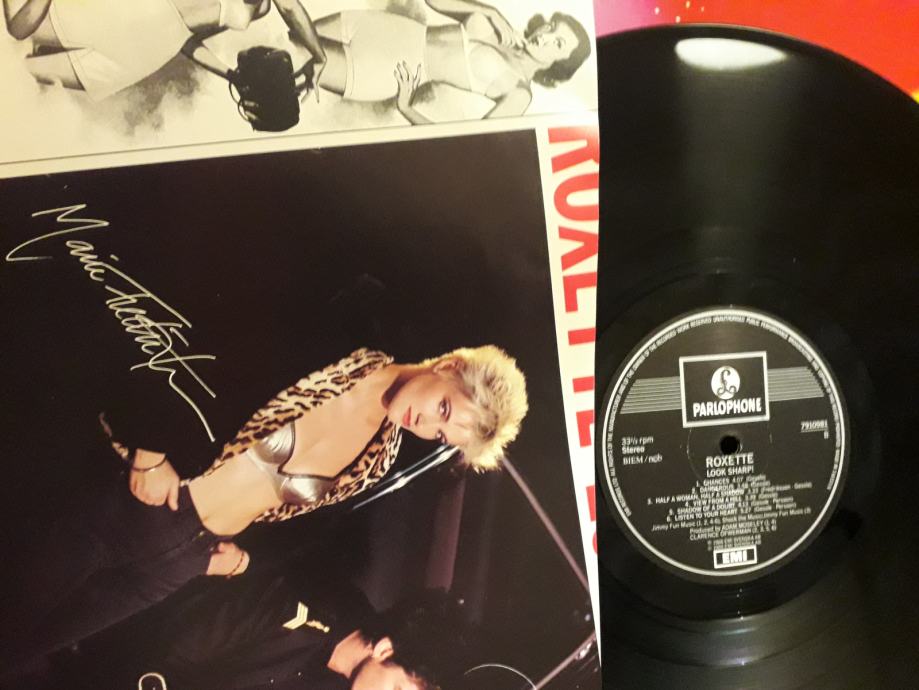 Marie Fredriksson
ROXETTE
PARLOPHONE
33⅓ rpm
Stereo
BIEM/ncb
7910981
B
ROXETTE
LOOK SHARP!
1. CHANCES 4.07 (Gessle)
2. DANGEROUS 3.46 (Gessle)
3. HALF A WOMAN, HALF A SHADOW 3.32 (Fredriksson - Gessle)
4. VIEW FROM A HILL (Gessle - Persson)
5. SHADOW OF A DOUBT 4.12 (Gessle)
6. LISTEN TO YOUR HEART 5.27 (Gessle - Persson)
Jimmy Fun Music (1, 2, 4-6), Shock the Music/Jimmy Fun Music (3)
Produced by ADAM MOSELEY (1, 4)
CLARENCE ÖFWERMAN (2, 3, 5, 6)
EMI